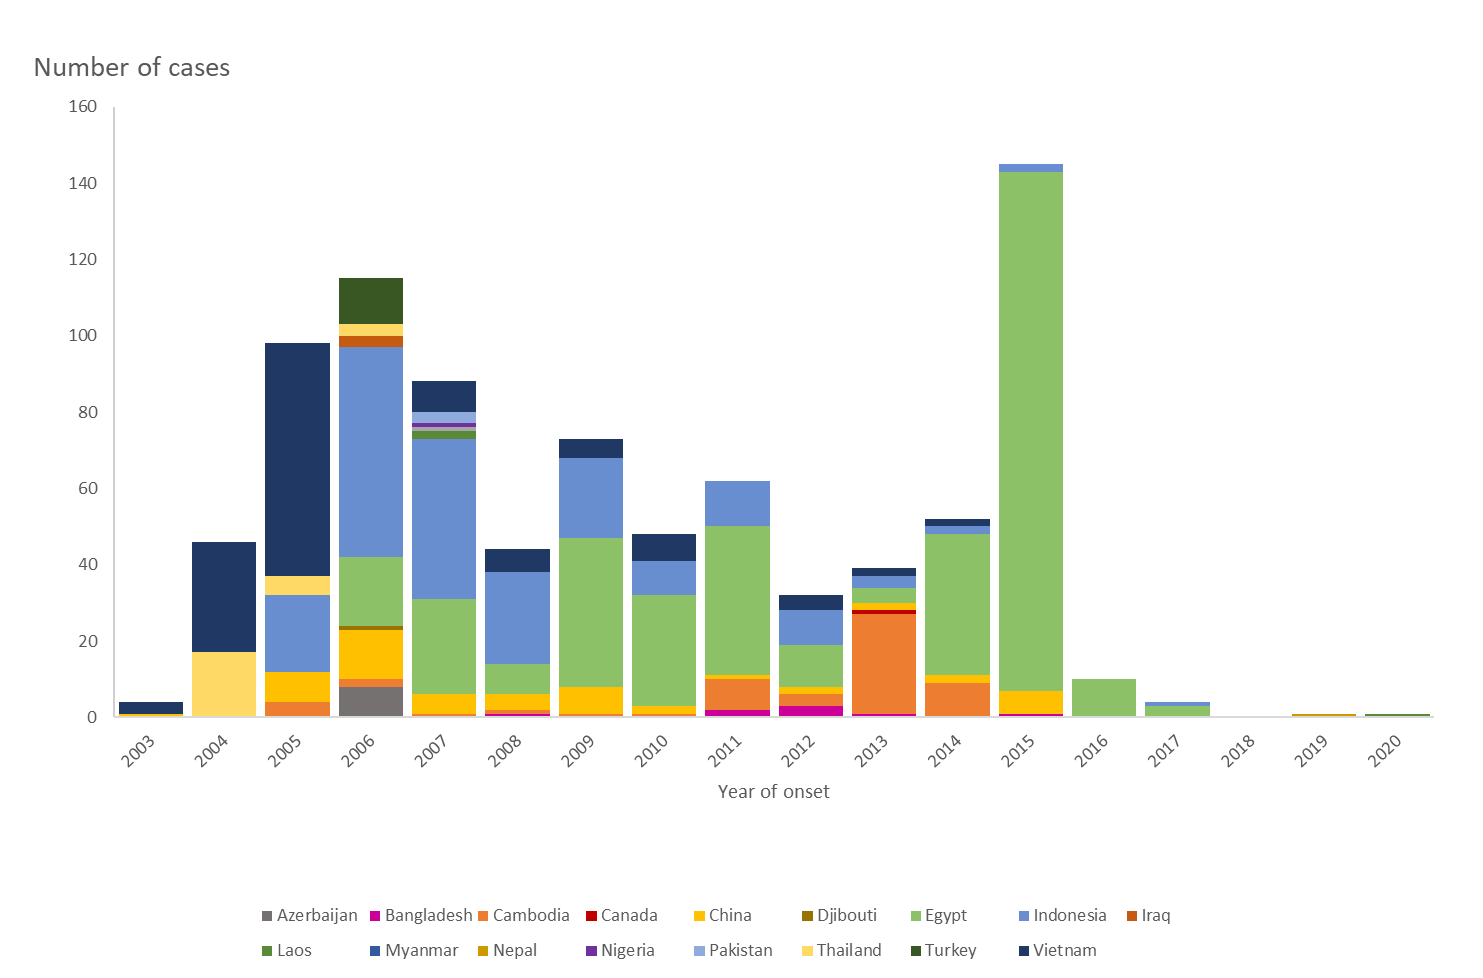 Number of cases
160
140
120
100
80
60
40
20
0
2003 2004 2005 2006 2007 2008 2009 2010 2011 2012 2013 2014 2015 2016 2017 2018 2019 2020
Year of onset
Azerbaijan Bangladesh Cambodia Canada China Djibouti Egypt Indonesia Iraq
Laos Myanmar Nepal Nigeria Pakistan Thailand Turkey Vietnam